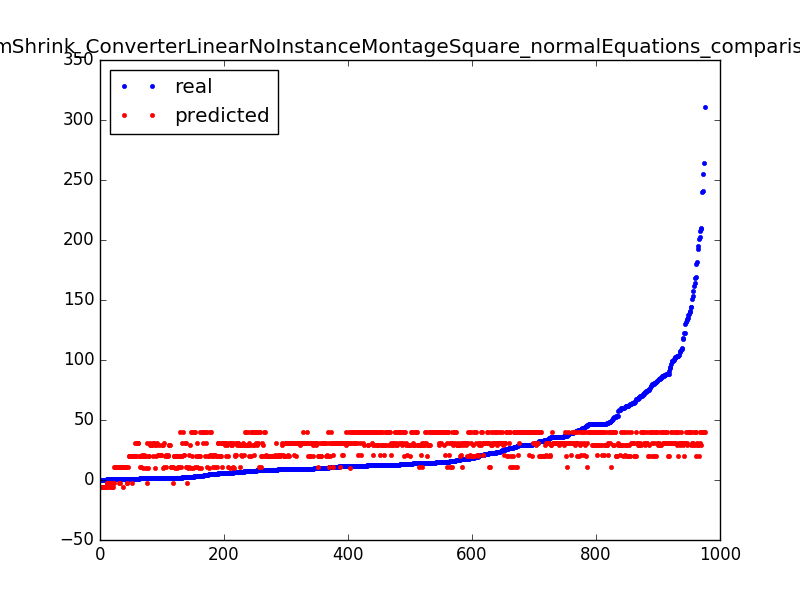 mShrink_ConverterLinearNoInstanceMontageSquare_normalEquations_comparis
350
300
250
200
150
100
50
0
−50
real
predicted
0 200 400 600 800 1000